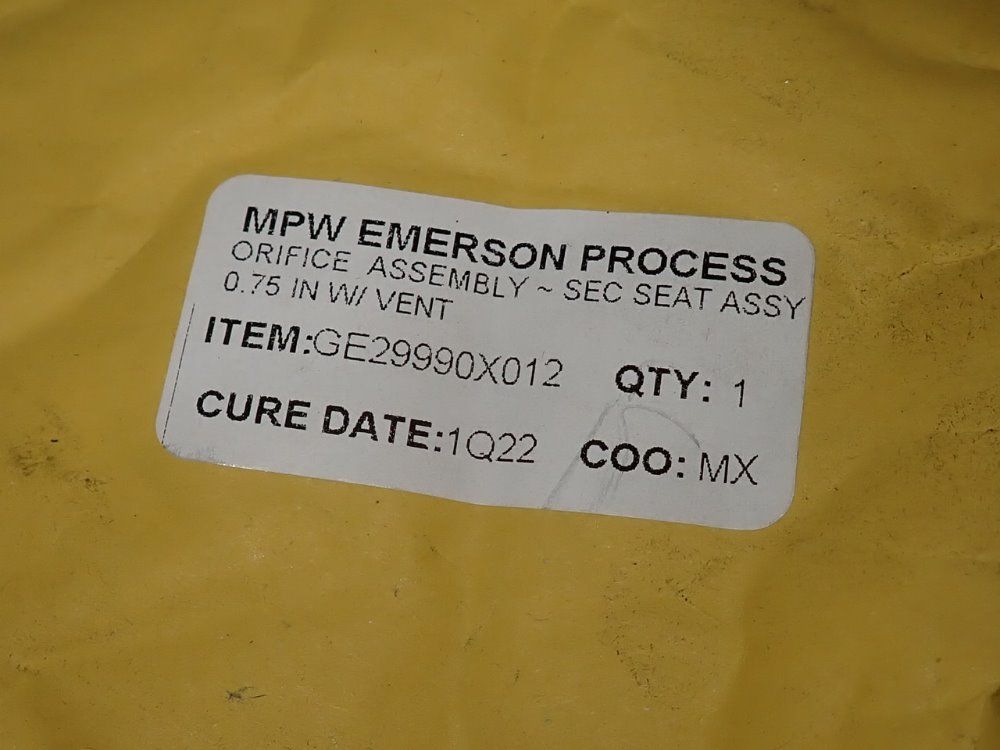 MPW EMERSON PROCESS
ORIFICE ASSEMBLY ~ SEC SEAT ASSY
0.75 IN W/ VENT
ITEM:GE29990X012 QTY: 1
CURE DATE:1Q22 COO: MX